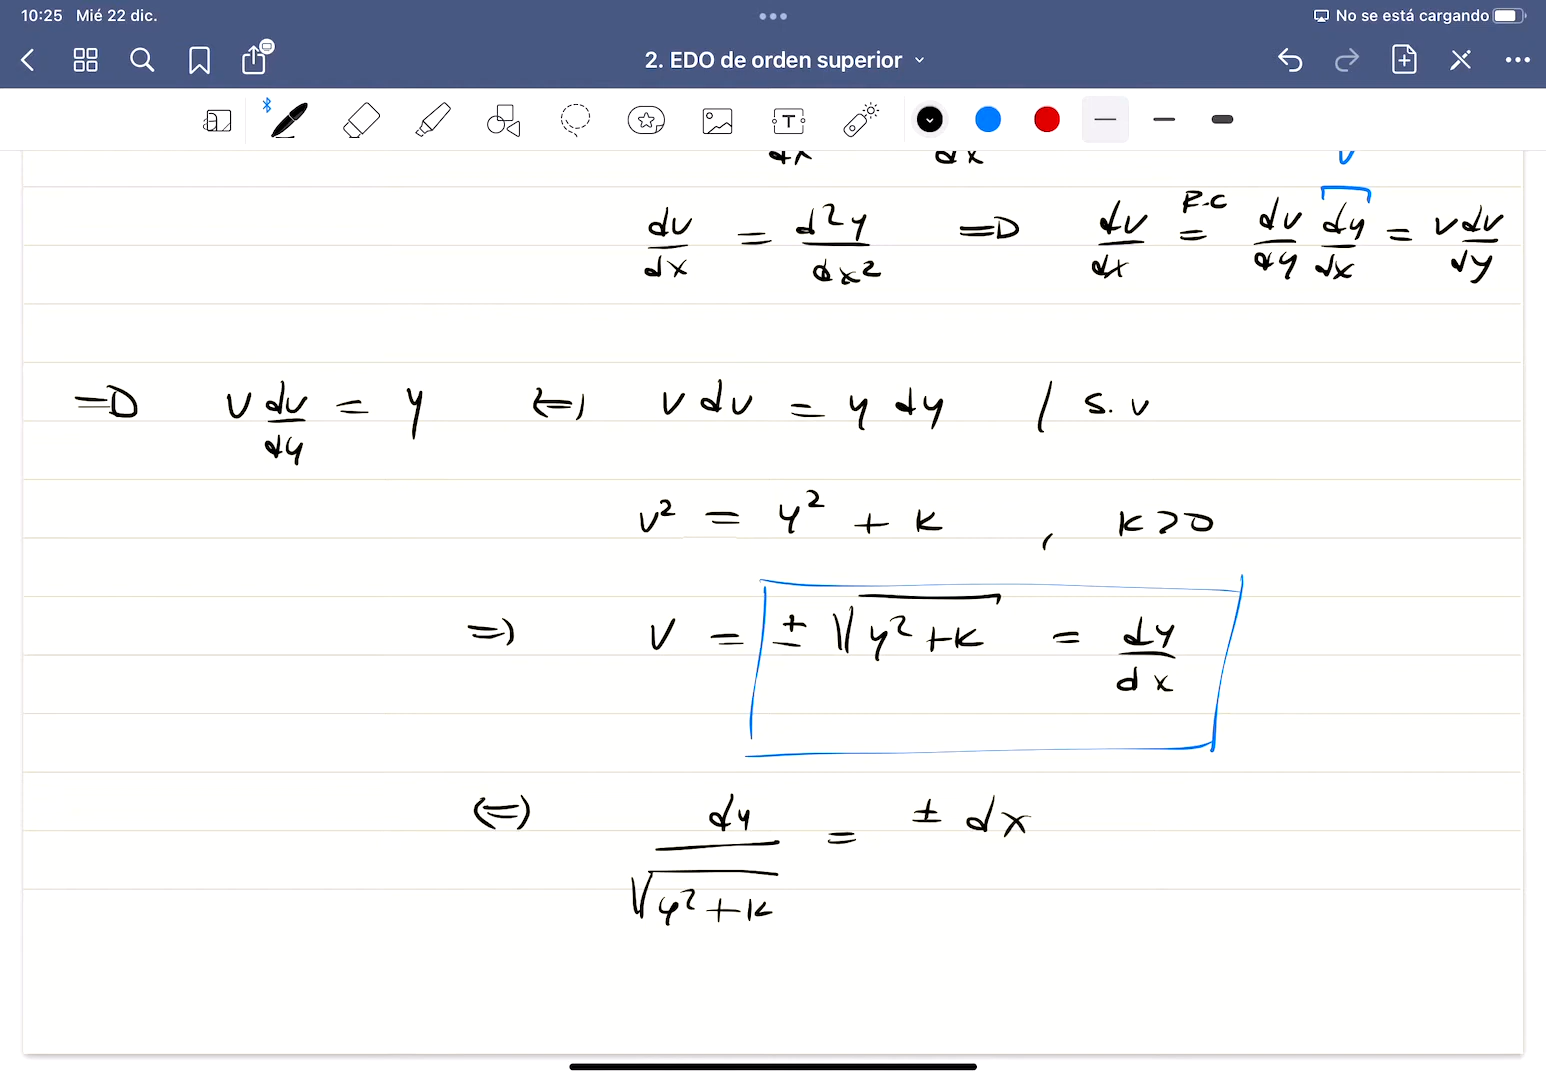 10:25 Mié 22 dic. No se está cargando
2. EDO de orden superior
T
dx dx v
dv/dx = d²y/dx² => dv/dx = R.C dv/dy dy/dx = v dv/dy
=> v dv/dy = y <=> v dv = y dy / s. v
v² = y² + k , k>0
=> v = ± √y²+k = dy/dx
<=> dy/√y²+k = ± dx